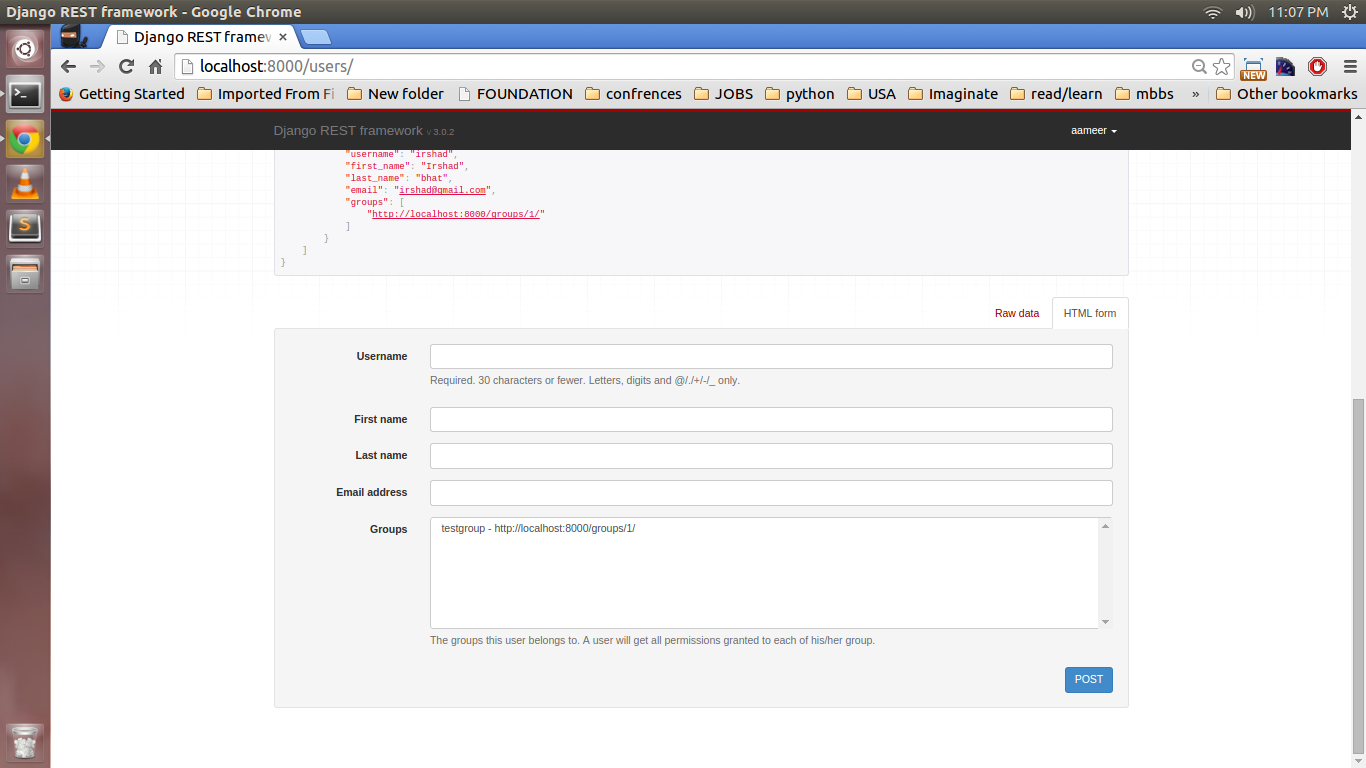 Django REST framework - Google Chrome
11:07 PM
Django REST framew
localhost:8000/users/
NEW
Getting Started
Imported From Fi
New folder
FOUNDATION
confrences
JOBS
python
USA
Imaginate
read/learn
mbbs
»
Other bookmarks
Django REST framework v 3.0.2
aameer
"username": "irshad",
"first_name": "Irshad",
"last_name": "bhat",
"email": "irshad@gmail.com",
"groups": [
"http://localhost:8000/groups/1/"
]
}
]
}
Raw data
HTML form
Username
Required. 30 characters or fewer. Letters, digits and @/./+/-/_ only.
First name
Last name
Email address
Groups
testgroup - http://localhost:8000/groups/1/
The groups this user belongs to. A user will get all permissions granted to each of his/her group.
POST